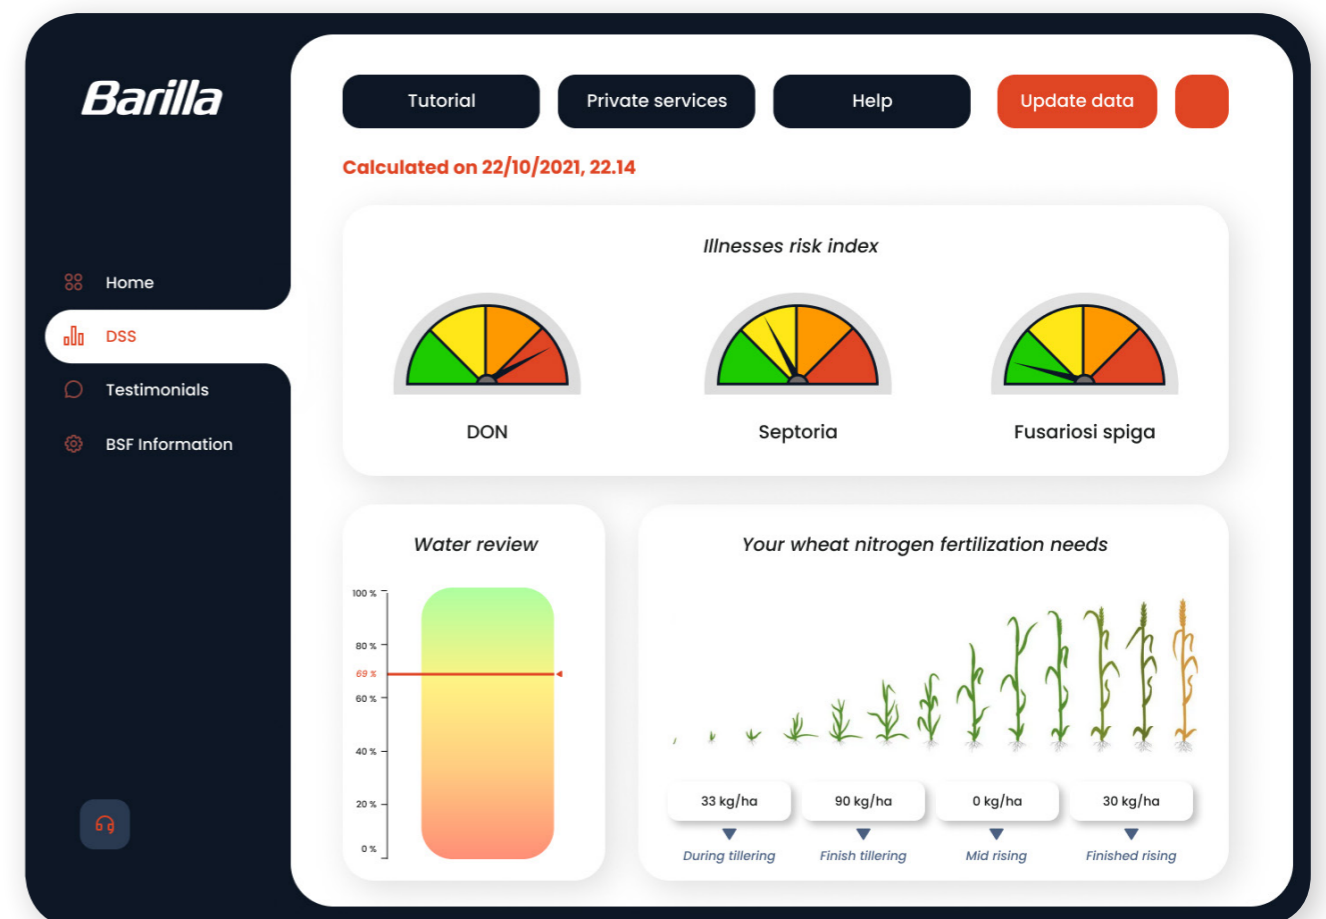 Barilla
Tutorial
Private services
Help
Update data
Calculated on 22/10/2021, 22.14
Home
DSS
Testimonials
BSF Information
Illnesses risk index
DON
Septoria
Fusariosi spiga
Water review
100 %
80 %
69 %
60 %
40 %
20 %
0 %
Your wheat nitrogen fertilization needs
33 kg/ha
90 kg/ha
0 kg/ha
30 kg/ha
During tillering
Finish tillering
Mid rising
Finished rising